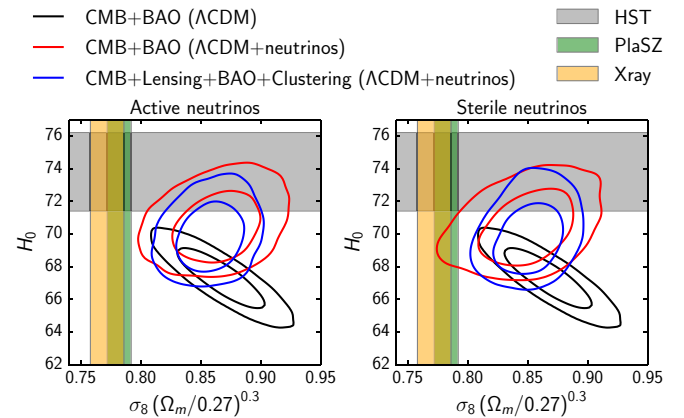 CMB+BAO (ΛCDM)
CMB+BAO (ΛCDM+neutrinos)
CMB+Lensing+BAO+Clustering (ΛCDM+neutrinos)
HST
PlaSZ
Xray
Active neutrinos
76
74
72
70
68
66
64
62
H₀
0.75 0.80 0.85 0.90 0.95
σ₈ (Ωₘ/0.27)^0.3
Sterile neutrinos
76
74
72
70
68
66
64
62
H₀
0.75 0.80 0.85 0.90 0.95
σ₈ (Ωₘ/0.27)^0.3